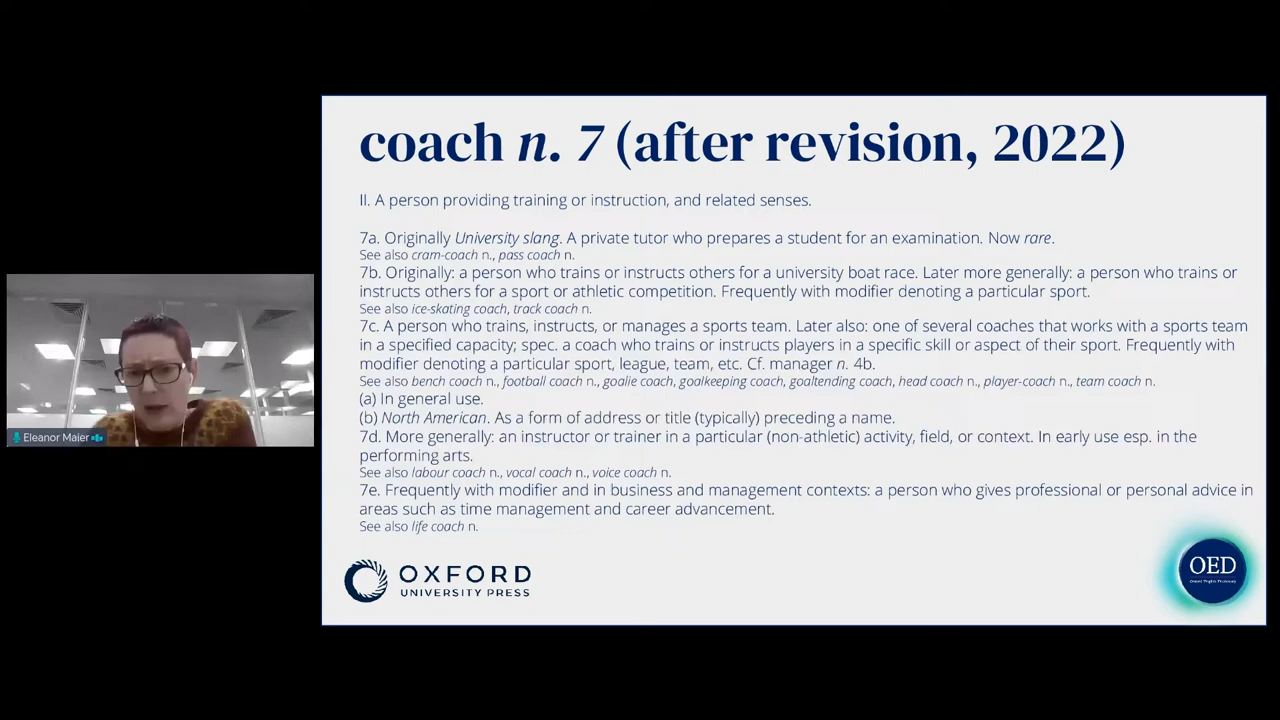 coach n. 7 (after revision, 2022)
II. A person providing training or instruction, and related senses.
7a. Originally University slang. A private tutor who prepares a student for an examination. Now rare.
See also cram-coach n., pass coach n.
7b. Originally: a person who trains or instructs others for a university boat race. Later more generally: a person who trains or
instructs others for a sport or athletic competition. Frequently with modifier denoting a particular sport.
See also ice-skating coach, track coach n.
7c. A person who trains, instructs, or manages a sports team. Later also: one of several coaches that works with a sports team
in a specified capacity; spec. a coach who trains or instructs players in a specific skill or aspect of their sport. Frequently with
modifier denoting a particular sport, league, team, etc. Cf. manager n. 4b.
See also bench coach n., football coach n., goalie coach, goalkeeping coach, goaltending coach, head coach n., player-coach n., team coach n.
(a) In general use.
(b) North American. As a form of address or title (typically) preceding a name.
7d. More generally: an instructor or trainer in a particular (non-athletic) activity, field, or context. In early use esp. in the
performing arts.
See also labour coach n., vocal coach n., voice coach n.
7e. Frequently with modifier and in business and management contexts: a person who gives professional or personal advice in
areas such as time management and career advancement.
See also life coach n.
Eleanor Maier
OXFORD
UNIVERSITY PRESS
OED
Oxford English Dictionary